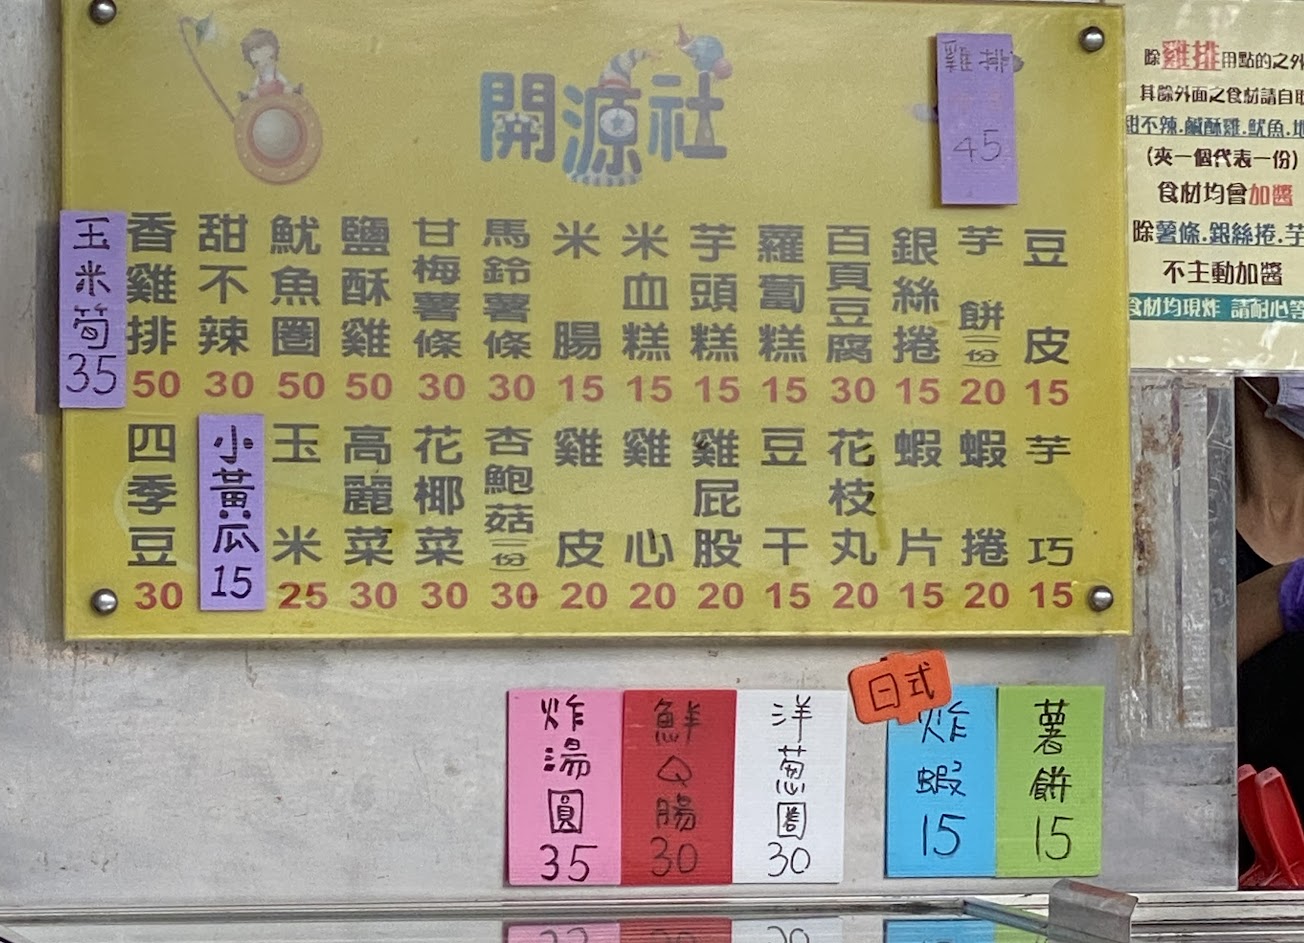 開源社
雞排
45
玉米筍
35
香雞排
50
甜不辣
30
魷魚圈
50
鹽酥雞
50
甘梅薯條
30
馬鈴薯條
30
米腸
15
米血糕
15
芋頭糕
15
蘿蔔糕
15
百頁豆腐
30
銀絲捲
15
芋餅(一份)
20
豆皮
15
四季豆
30
小黃瓜
15
玉米
25
高麗菜
30
花椰菜
30
杏鮑菇(一份)
30
雞皮
20
雞心
20
雞屁股
20
豆干
15
花枝丸
20
蝦片
15
蝦捲
20
芋巧
15
除雞排用點的之外
其餘外面之食材請自取
甜不辣.鹹酥雞.魷魚.地
(夾一個代表一份)
食材均會加醬
除薯條.銀絲捲.芋
不主動加醬
食材均現炸 請耐心等
炸湯圓
35
鮮Q腸
30
洋蔥圈
30
日式
炸蝦
15
薯餅
15